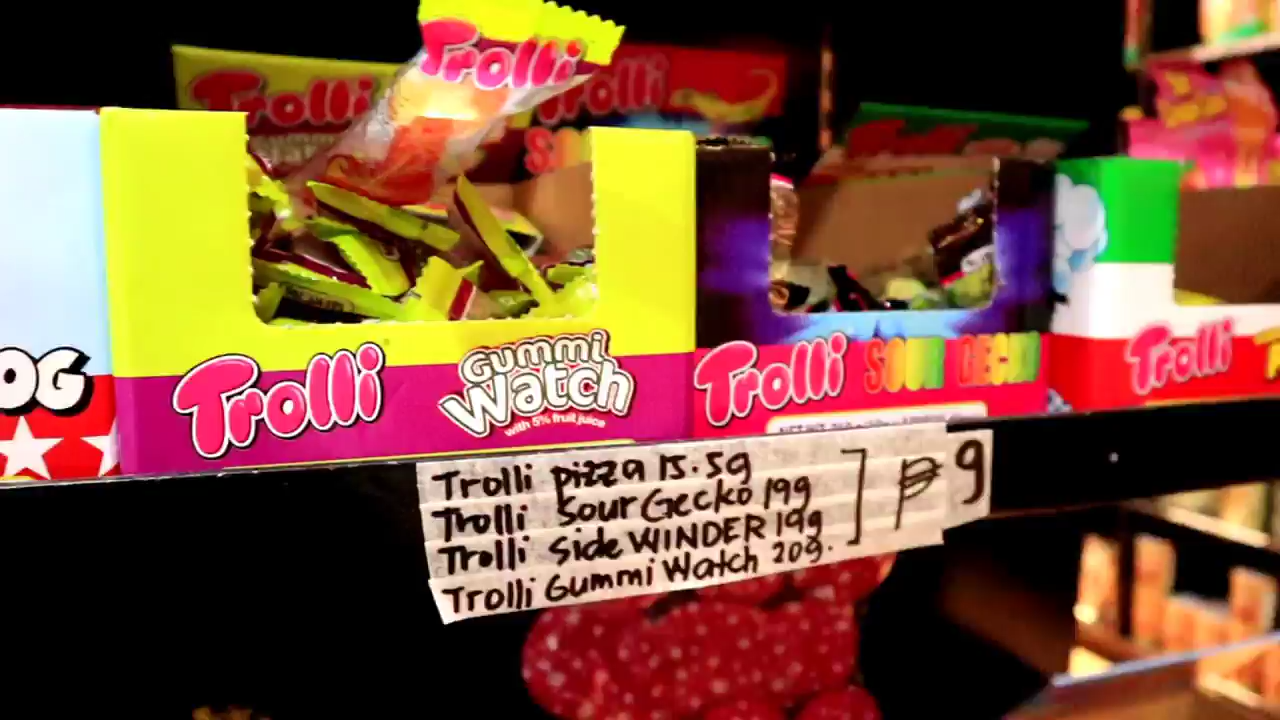 Trolli
Trolli
Trolli
OG
Trolli Gummi Watch
with 5% fruit juice
Trolli SOUR GECKO
Trolli
Trolli pizza 15.5g
Trolli Sour Gecko 19g
Trolli Side WINDER 19g
Trolli Gummi Watch 20g.
] ₱ 9